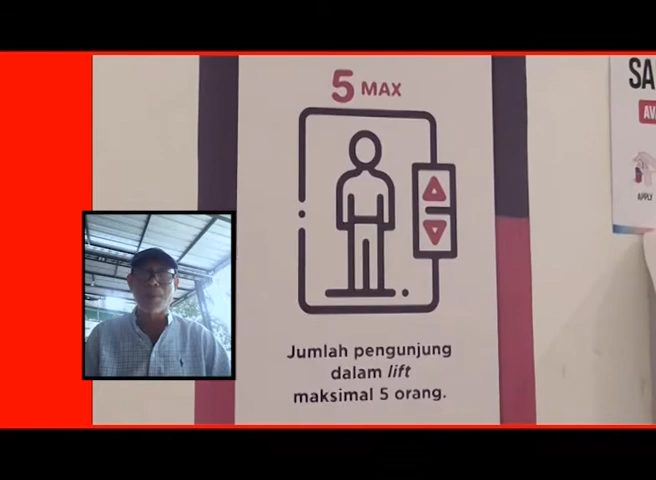 5 MAX
Jumlah pengunjung
dalam lift
maksimal 5 orang.
SA
AV
APPLY